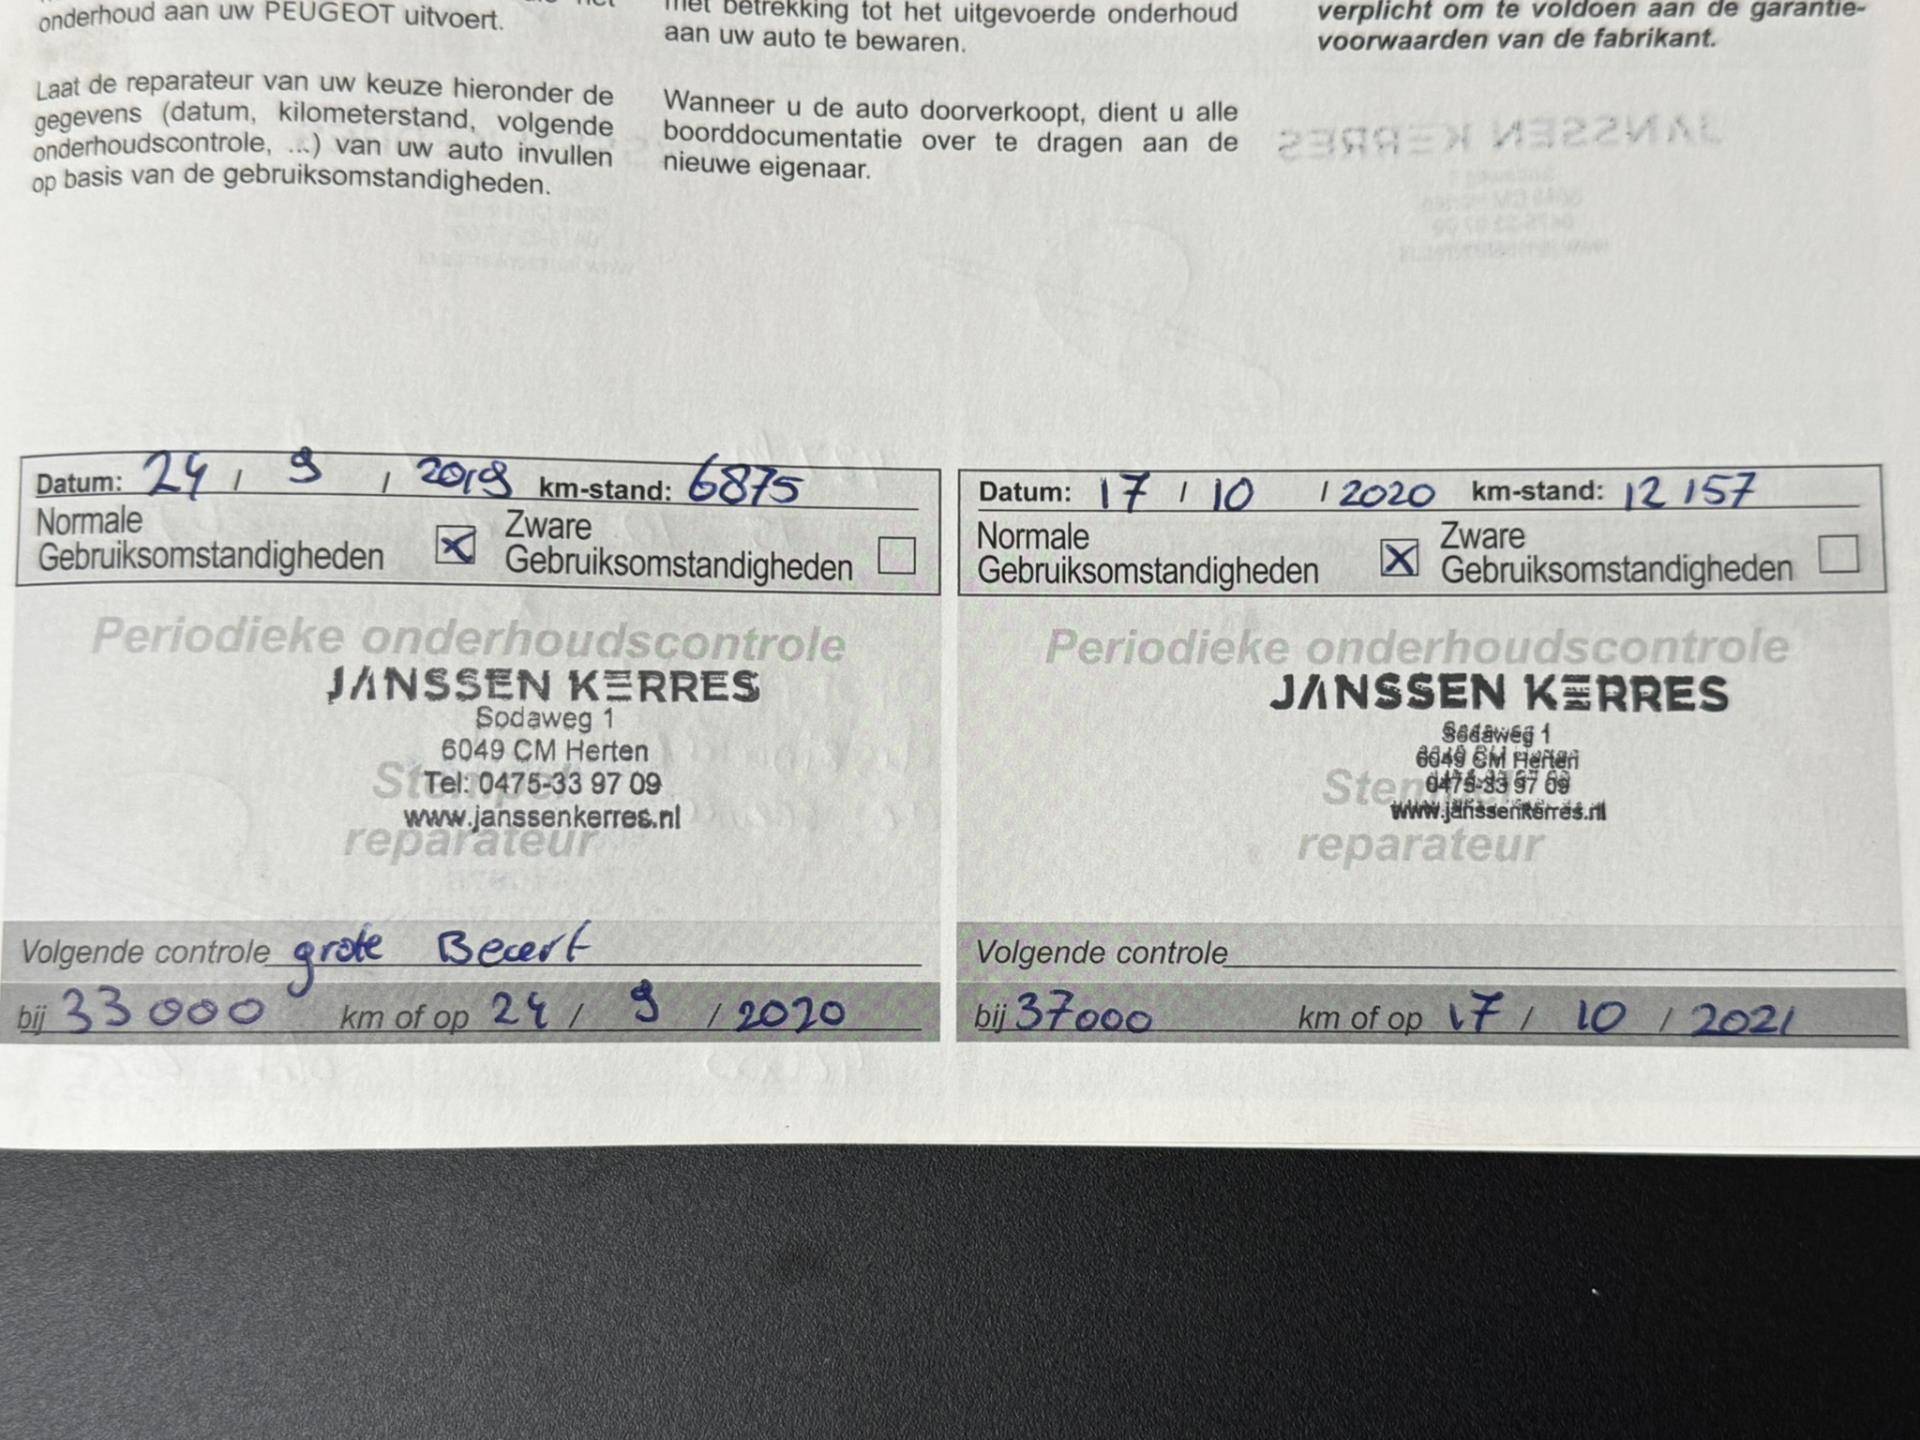 onderhoud aan uw PEUGEOT uitvoert.
Laat de reparateur van uw keuze hieronder de
gegevens (datum, kilometerstand, volgende
onderhoudscontrole, ...) van uw auto invullen
op basis van de gebruiksomstandigheden.
met betrekking tot het uitgevoerde onderhoud
aan uw auto te bewaren.
Wanneer u de auto doorverkoopt, dient u alle
boorddocumentatie over te dragen aan de
nieuwe eigenaar.
verplicht om te voldoen aan de garantie-
voorwaarden van de fabrikant.
JANSSEN KERRES
Datum: 24 / 9 / 2019 km-stand: 6875
Normale
Gebruiksomstandigheden
Zware
Gebruiksomstandigheden
Periodieke onderhoudscontrole
JANSSEN KERRES
Sodaweg 1
6049 CM Herten
Stempel
Tel: 0475-33 97 09
www.janssenkerres.nl
reparateur
Volgende controle grote Beurt
bij 33000 km of op 24 / 9 / 2020
Datum: 17 / 10 / 2020 km-stand: 12157
Normale
Gebruiksomstandigheden
Zware
Gebruiksomstandigheden
Periodieke onderhoudscontrole
JANSSEN KERRES
Sodaweg 1
6049 CM Herten
Stempel
0475-33 97 09
www.janssenkerres.nl
reparateur
Volgende controle
bij 37000 km of op 17 / 10 / 2021